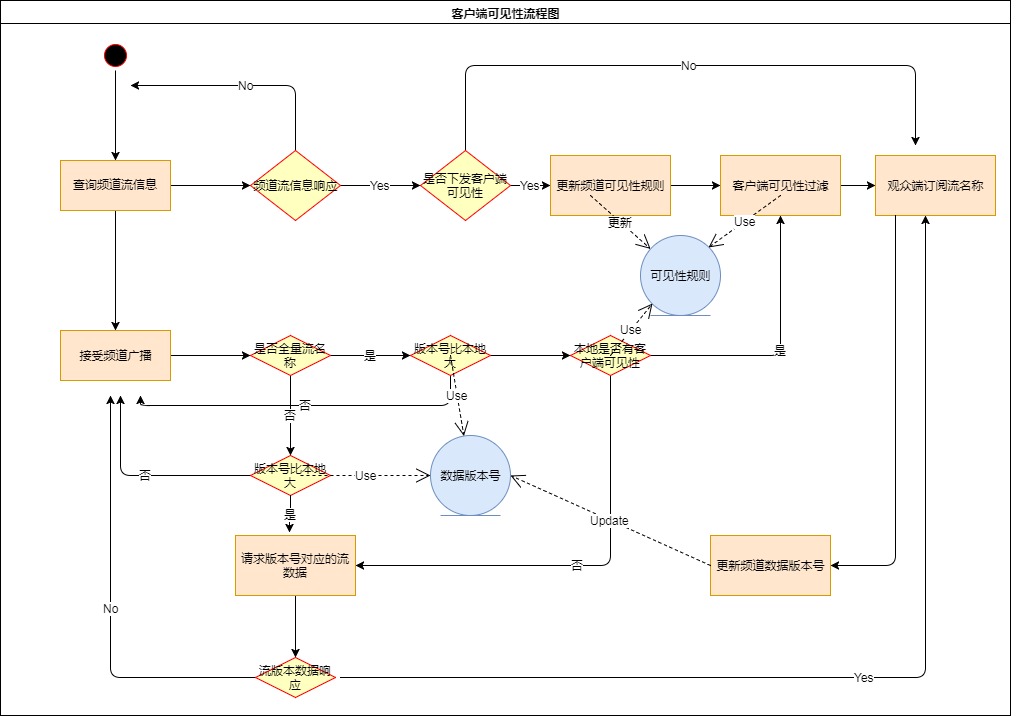 客户端可见性流程图
No
No
查询频道流信息
频道流信息响应
Yes
是否下发客户端
可见性
Yes
更新频道可见性规则
客户端可见性过滤
观众端订阅流名称
更新
Use
可见性规则
接受频道广播
是否全量流名
称
是
版本号比本地
大
本地是否有客
户端可见性
Use
是
否
否
Use
版本号比本地
大
否
Use
数据版本号
是
Update
请求版本号对应的流
数据
否
更新频道数据版本号
No
流版本数据响
应
Yes